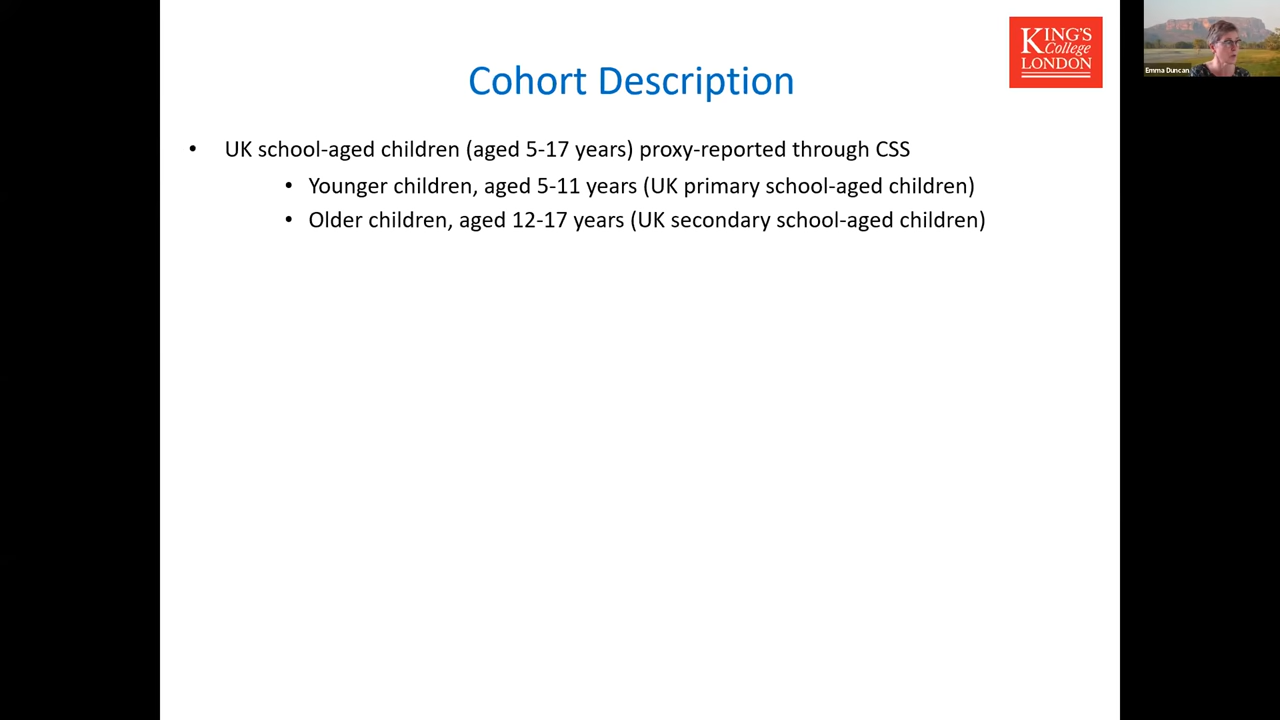 KING'S
College
LONDON
Emma Duncan
Cohort Description
• UK school-aged children (aged 5-17 years) proxy-reported through CSS
• Younger children, aged 5-11 years (UK primary school-aged children)
• Older children, aged 12-17 years (UK secondary school-aged children)